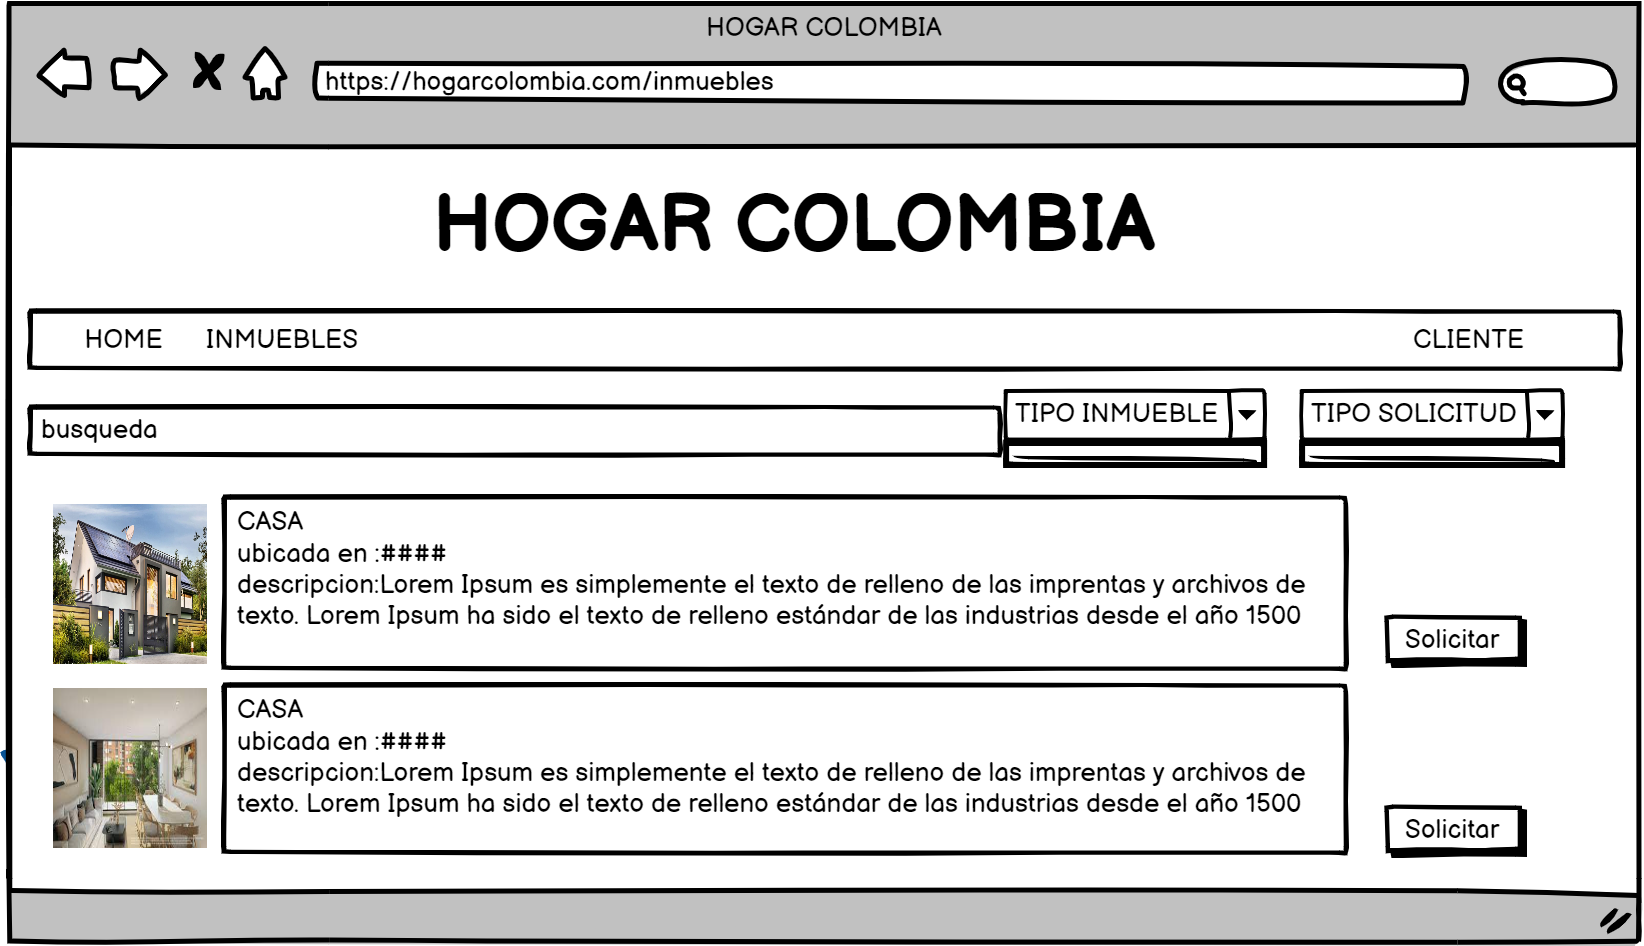 HOGAR COLOMBIA
https://hogarcolombia.com/inmuebles
HOGAR COLOMBIA
HOME INMUEBLES CLIENTE
busqueda TIPO INMUEBLE TIPO SOLICITUD
CASA
ubicada en :####
descripcion:Lorem Ipsum es simplemente el texto de relleno de las imprentas y archivos de
texto. Lorem Ipsum ha sido el texto de relleno estándar de las industrias desde el año 1500
Solicitar
CASA
ubicada en :####
descripcion:Lorem Ipsum es simplemente el texto de relleno de las imprentas y archivos de
texto. Lorem Ipsum ha sido el texto de relleno estándar de las industrias desde el año 1500
Solicitar